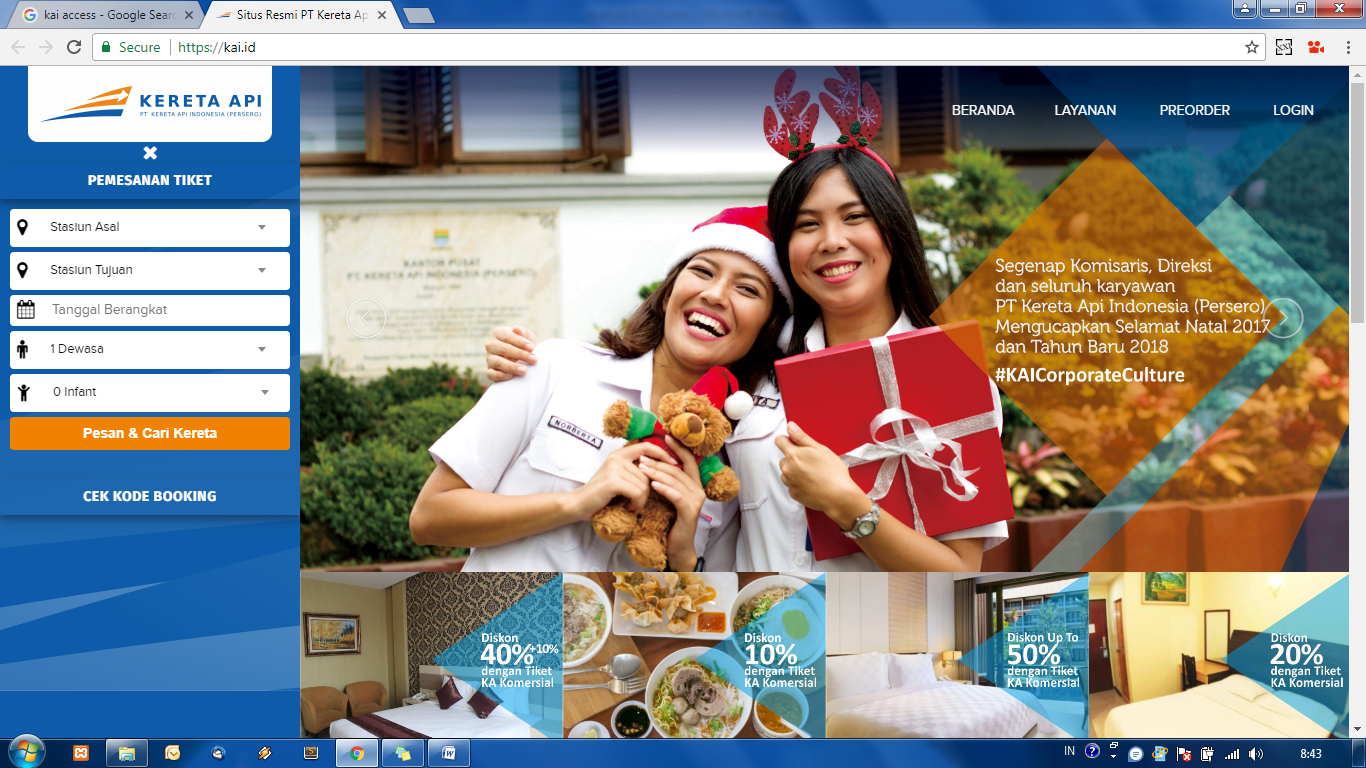 kai access - Google Sear
Situs Resmi PT Kereta Ap
Secure
https://kai.id
KERETA API
PT KERETA API INDONESIA (PERSERO)
PEMESANAN TIKET
Stasiun Asal
Stasiun Tujuan
Tanggal Berangkat
1 Dewasa
0 Infant
Pesan & Cari Kereta
CEK KODE BOOKING
BERANDA
LAYANAN
PREORDER
LOGIN
KANTOR PUSAT
PT. KERETA API INDONESIA (PERSERO)
NORBERTA
Segenap Komisaris, Direksi
dan seluruh karyawan
PT Kereta Api Indonesia (Persero)
Mengucapkan Selamat Natal 2017
dan Tahun Baru 2018
#KAICorporateCulture
Diskon
40%+10%
dengan Tiket
KA Komersial
Diskon
10%
dengan Tiket
KA Komersial
Diskon Up To
50%
dengan Tiket
KA Komersial
Diskon
20%
dengan Tiket
KA Komersial
IN
8:43